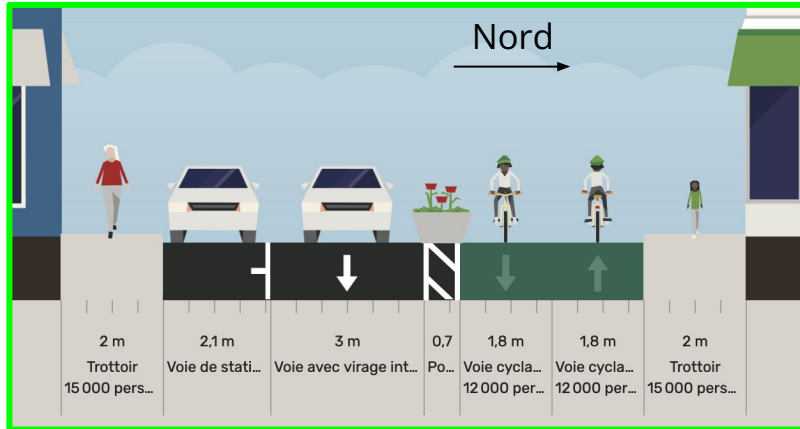 Nord
2 m
Trottoir
15 000 pers...
2,1 m
Voie de stati...
3 m
Voie avec virage int...
0,7
Po...
1,8 m
Voie cycla...
12 000 per...
1,8 m
Voie cycla...
12 000 per...
2 m
Trottoir
15 000 pers...